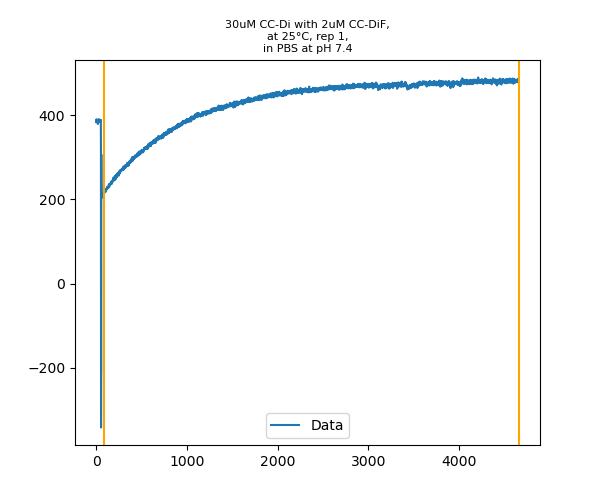 30uM CC-Di with 2uM CC-DiF,
at 25°C, rep 1,
in PBS at pH 7.4
400
200
0
−200
0 1000 2000 3000 4000
Data